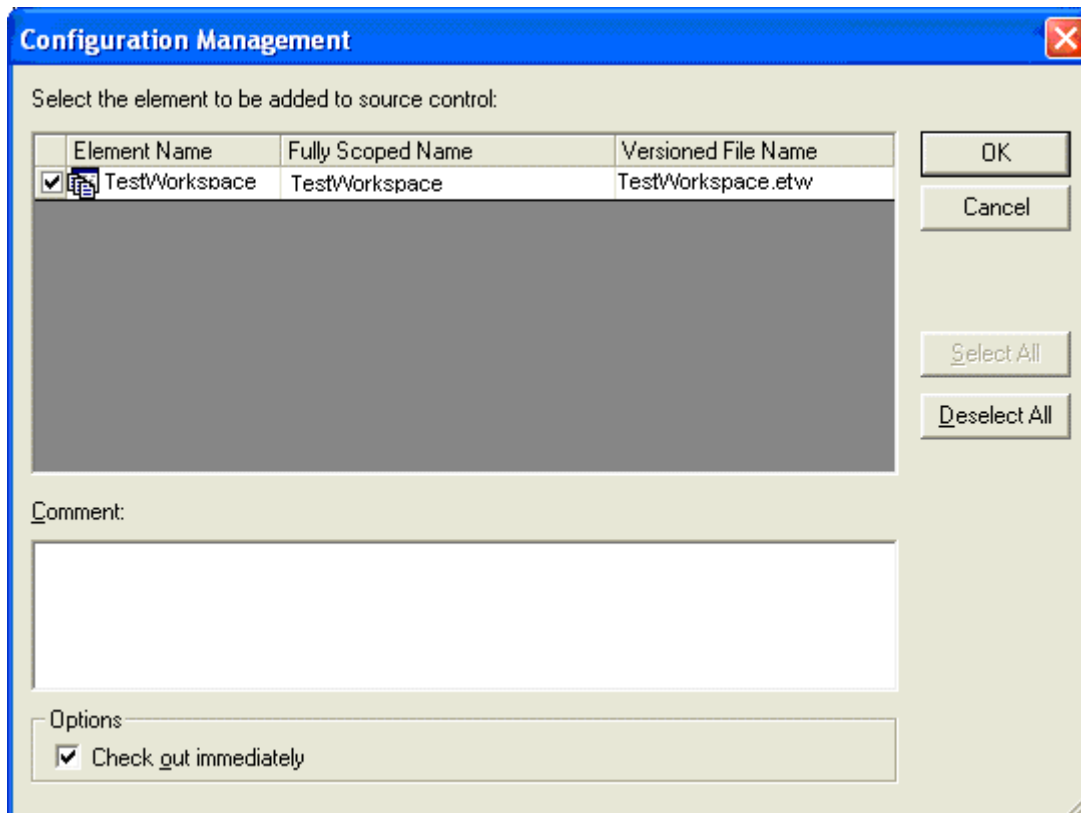 Configuration Management
Select the element to be added to source control:
Element Name Fully Scoped Name Versioned File Name
TestWorkspace TestWorkspace TestWorkspace.etw
OK
Cancel
Select All
Deselect All
Comment:
Options
Check out immediately